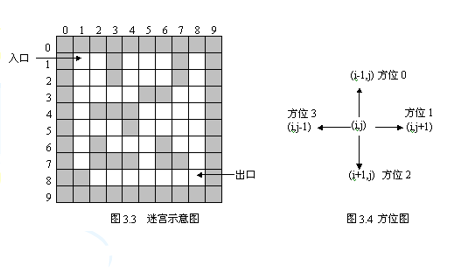 0 1 2 3 4 5 6 7 8 9
0
入口
1
2
3
4
5
6
7
8
出口
9
图3.3 迷宫示意图
(i-1,j) 方位0
方位3
(i,j-1)
(i,j)
方位1
(i,j+1)
(i+1,j) 方位2
图3.4 方位图